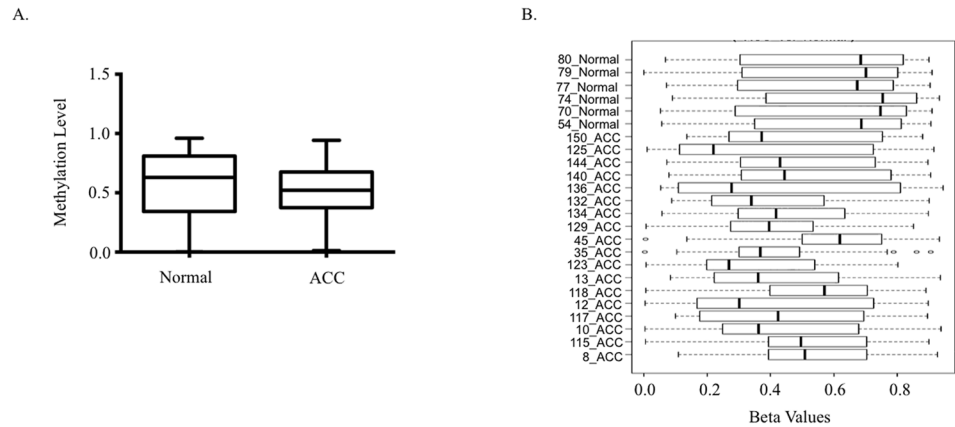 A.
B.
1.5
1.0
0.5
0.0
Methylation Level
Normal
ACC
80_Normal
79_Normal
77_Normal
74_Normal
70_Normal
54_Normal
150_ACC
125_ACC
144_ACC
140_ACC
136_ACC
132_ACC
134_ACC
129_ACC
45_ACC
35_ACC
123_ACC
13_ACC
118_ACC
12_ACC
117_ACC
10_ACC
115_ACC
8_ACC
0.0 0.2 0.4 0.6 0.8
Beta Values